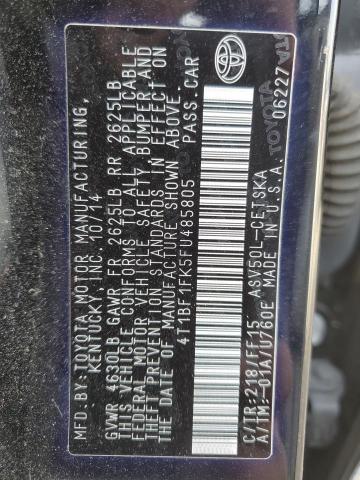 MFD. BY: TOYOTA MOTOR MANUFACTURING,
KENTUCKY, INC. 10/14
GVWR 4630LB GAWR FR 2625LB RR 2625LB
THIS VEHICLE CONFORMS TO ALL APPLICABLE
FEDERAL MOTOR VEHICLE SAFETY, BUMPER, AND
THEFT PREVENTION STANDARDS IN EFFECT ON
THE DATE OF MANUFACTURE SHOWN ABOVE.
4T1BF1FK5FU485805 PASS. CAR
C/TR:218/FF15 ASV50L-CETSKA
A/TM:-01A/U760E MADE IN U.S.A. 06227
TOYOTA